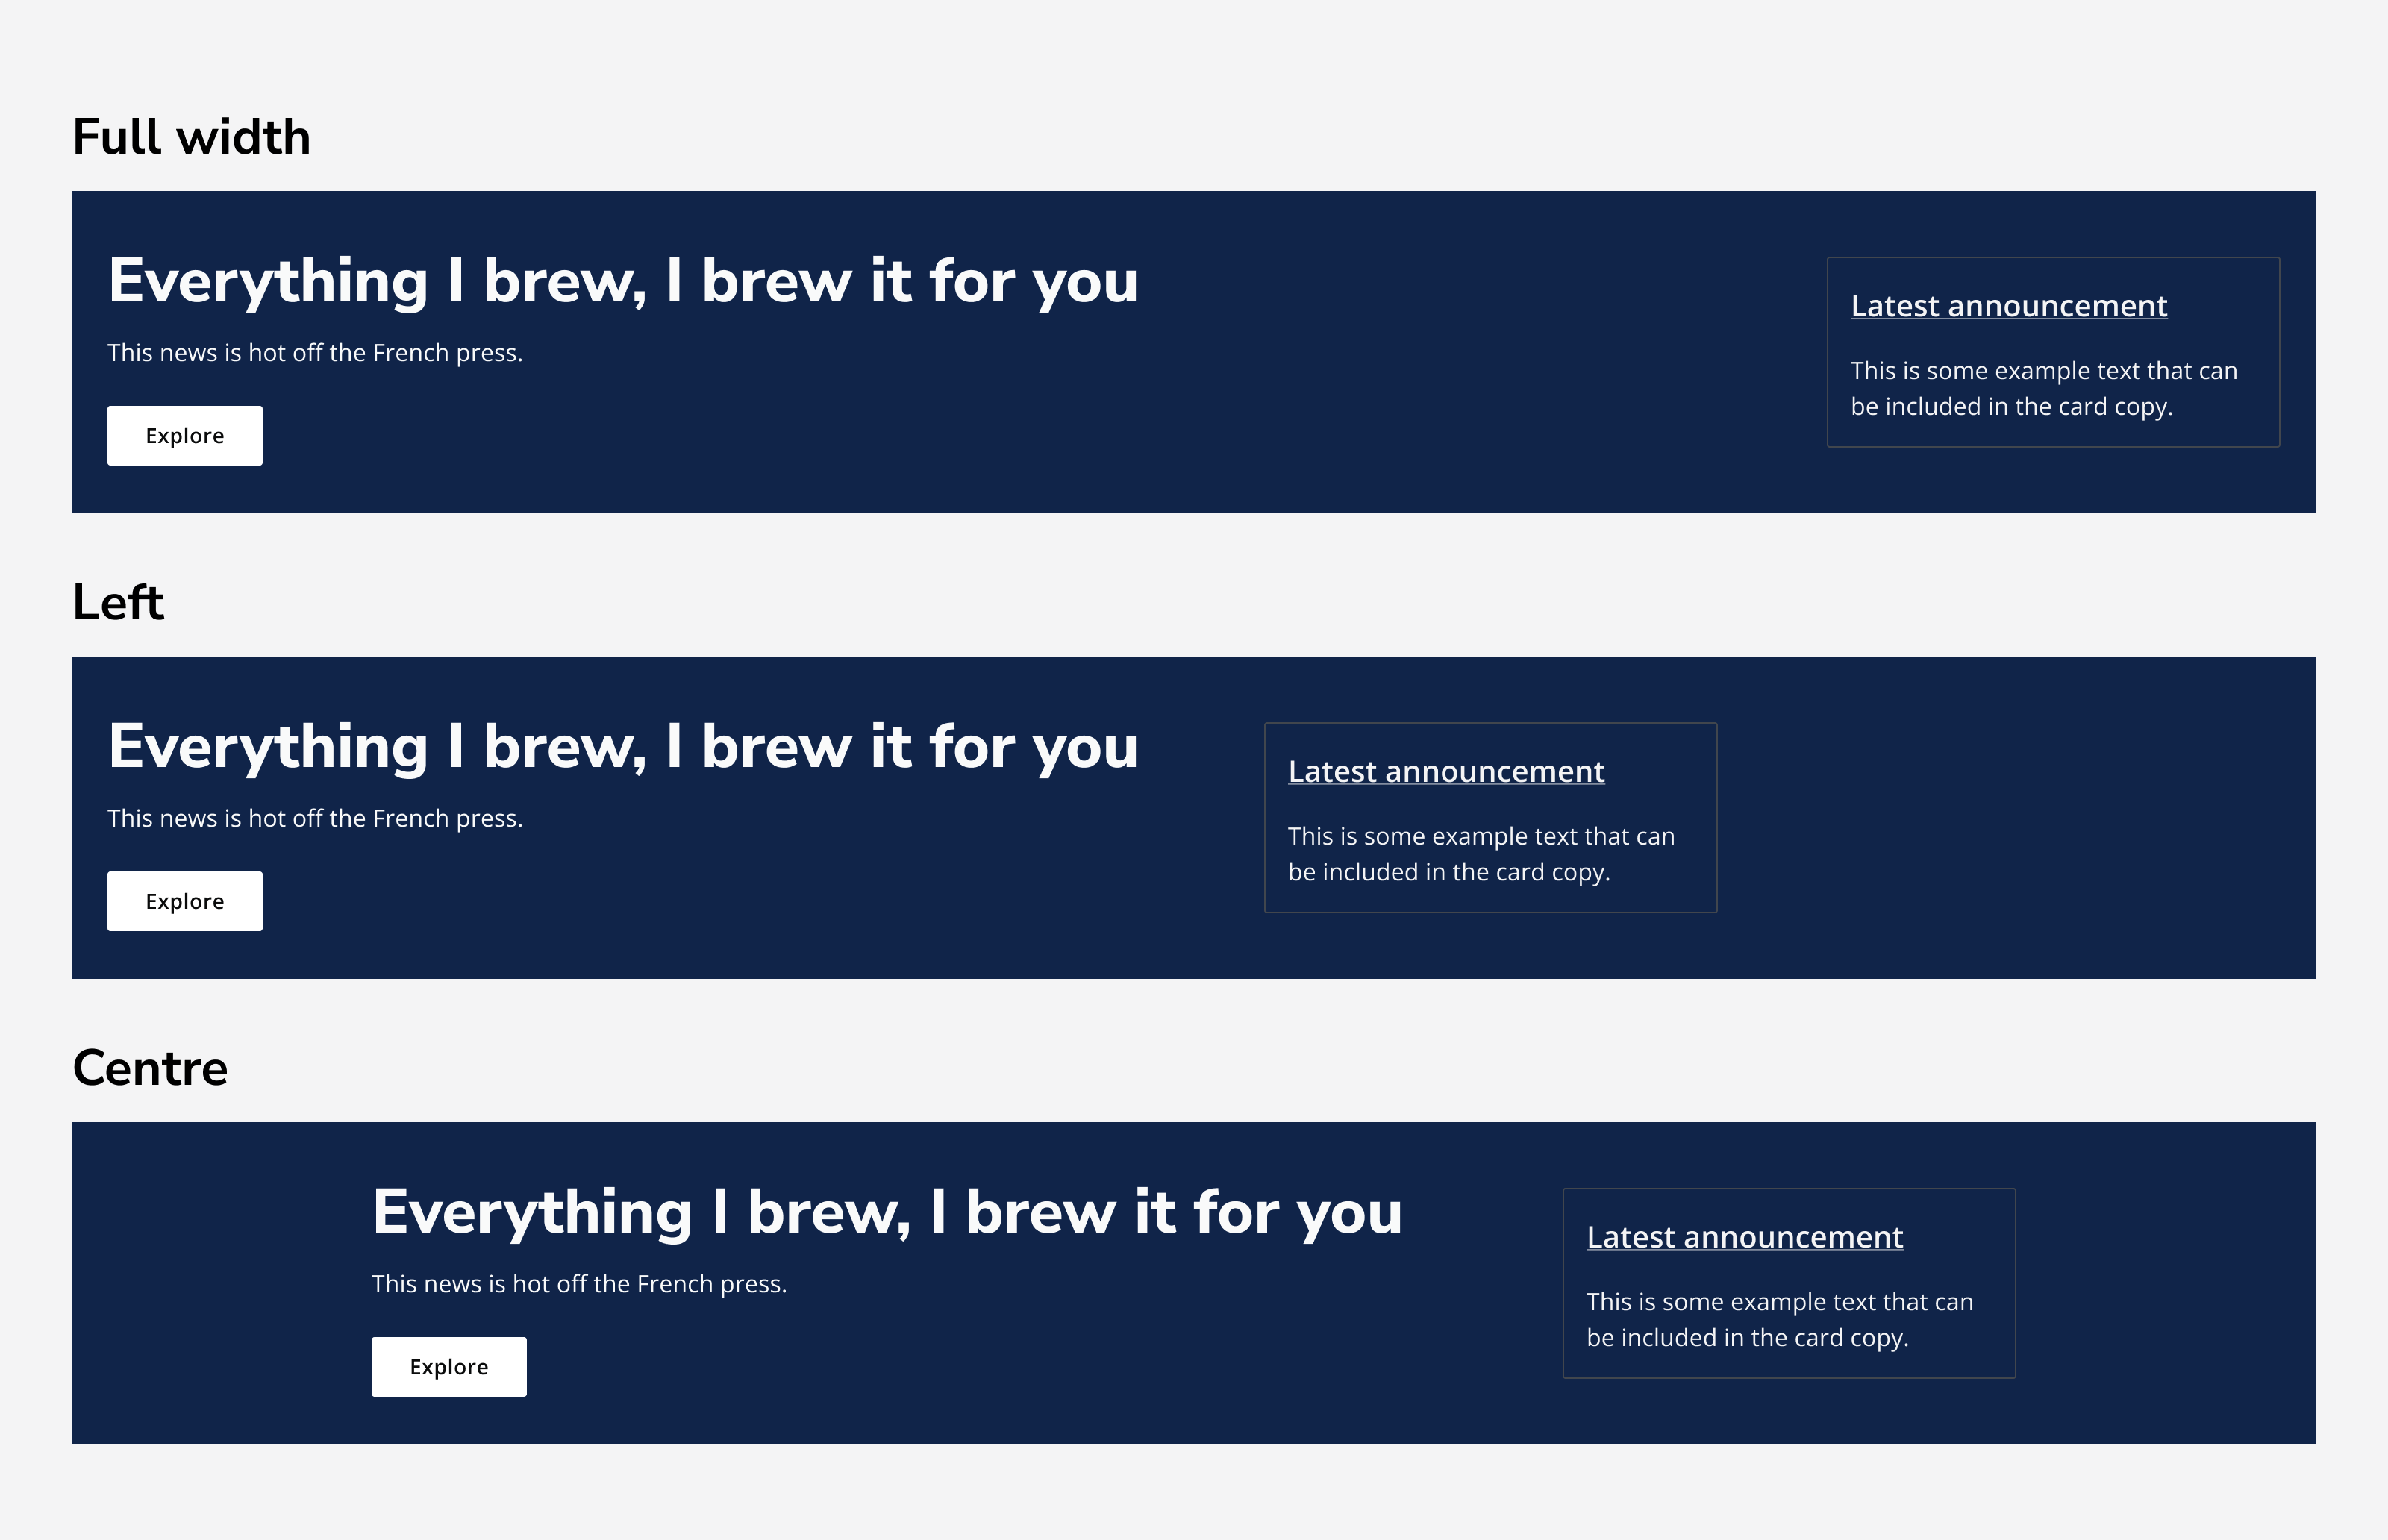 Full width
Everything I brew, I brew it for you
This news is hot off the French press.
Explore
Latest announcement
This is some example text that can
be included in the card copy.
Left
Everything I brew, I brew it for you
This news is hot off the French press.
Explore
Latest announcement
This is some example text that can
be included in the card copy.
Centre
Everything I brew, I brew it for you
This news is hot off the French press.
Explore
Latest announcement
This is some example text that can
be included in the card copy.